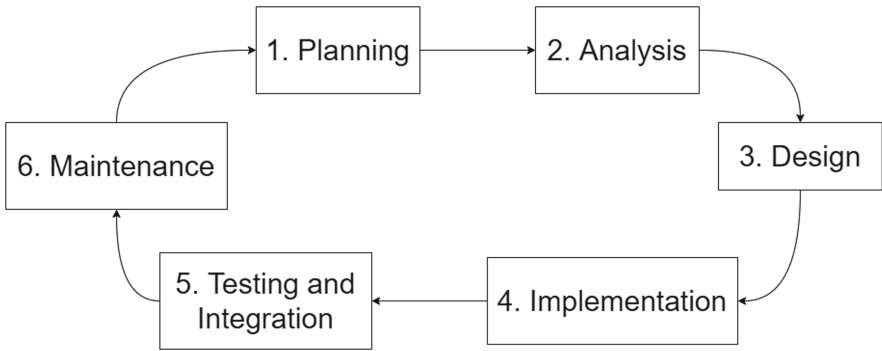 1. Planning
2. Analysis
3. Design
4. Implementation
5. Testing and
Integration
6. Maintenance